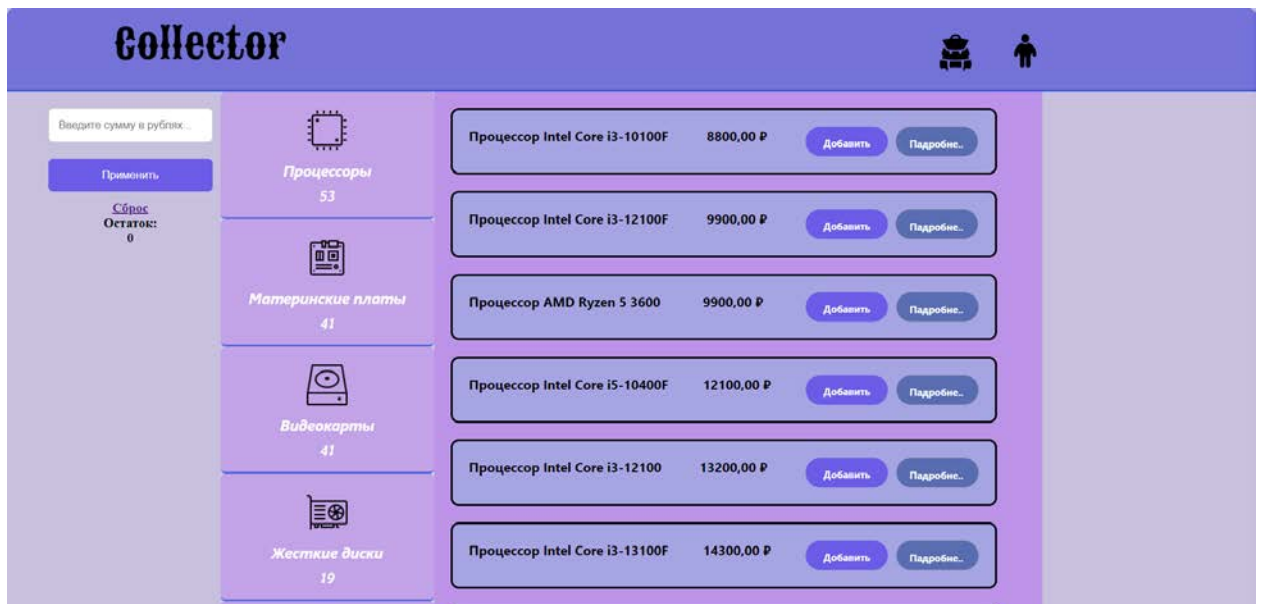 Collector
Введите сумму в рублях...
Применить
Сброс
Остаток:
0
Процессоры
53
Материнские платы
41
Видеокарты
41
Жесткие диски
19
Процессор Intel Core i3-10100F 8800,00 ₽ Добавить Падробне..
Процессор Intel Core i3-12100F 9900,00 ₽ Добавить Падробне..
Процессор AMD Ryzen 5 3600 9900,00 ₽ Добавить Падробне..
Процессор Intel Core i5-10400F 12100,00 ₽ Добавить Падробне..
Процессор Intel Core i3-12100 13200,00 ₽ Добавить Падробне..
Процессор Intel Core i3-13100F 14300,00 ₽ Добавить Падробне..